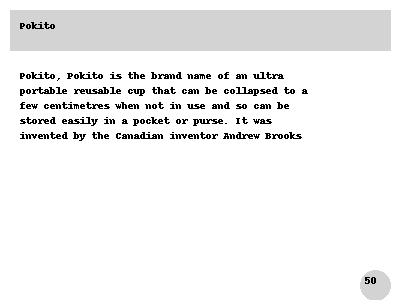 Pokito
Pokito, Pokito is the brand name of an ultra
portable reusable cup that can be collapsed to a
few centimetres when not in use and so can be
stored easily in a pocket or purse. It was
invented by the Canadian inventor Andrew Brooks
50